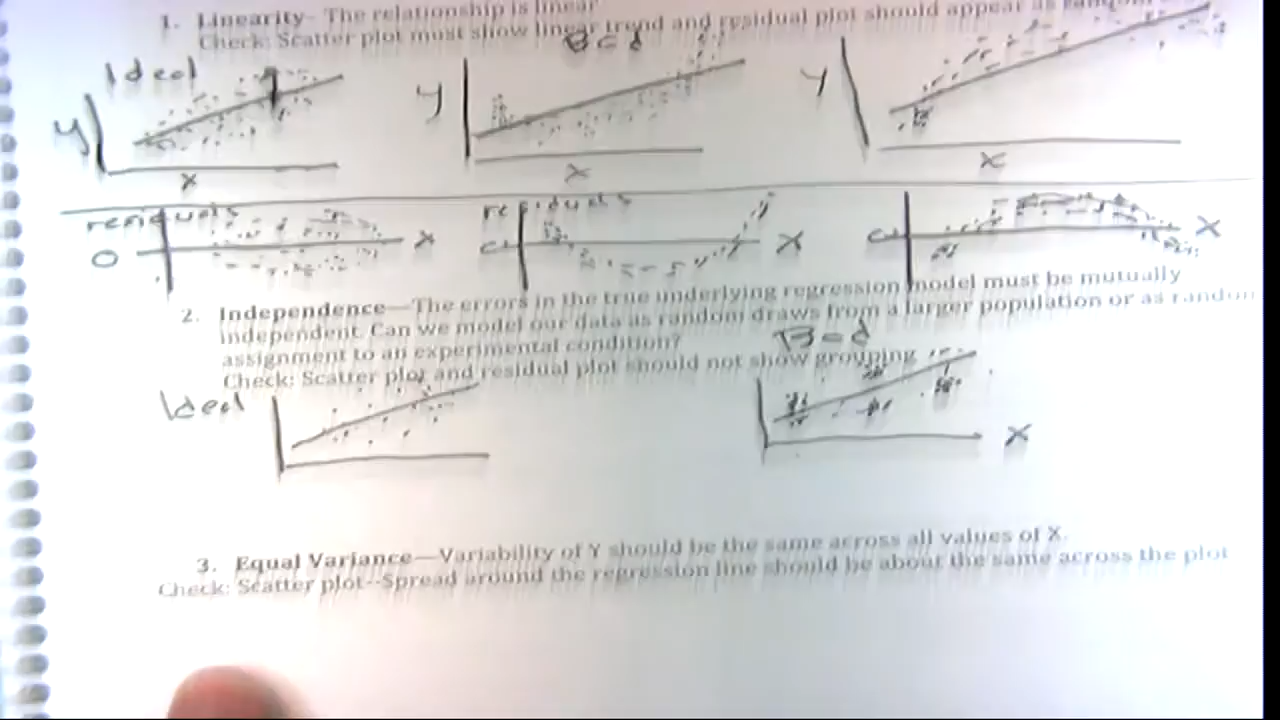 1. Linearity- The relationship is linear
Check: Scatter plot must show linear trend and residual plot should appear as random
Ideal
Bad
y
y
y
x
x
x
residuals
residuals
0
x
x
x
2. Independence—The errors in the true underlying regression model must be mutually
independent. Can we model our data as random draws from a larger population or as random
assignment to an experimental condition?
Check: Scatter plot and residual plot should not show grouping
Ideal
Bad
x
3. Equal Variance—Variability of Y should be the same across all values of X.
Check: Scatter plot--Spread around the regression line should be about the same across the plot